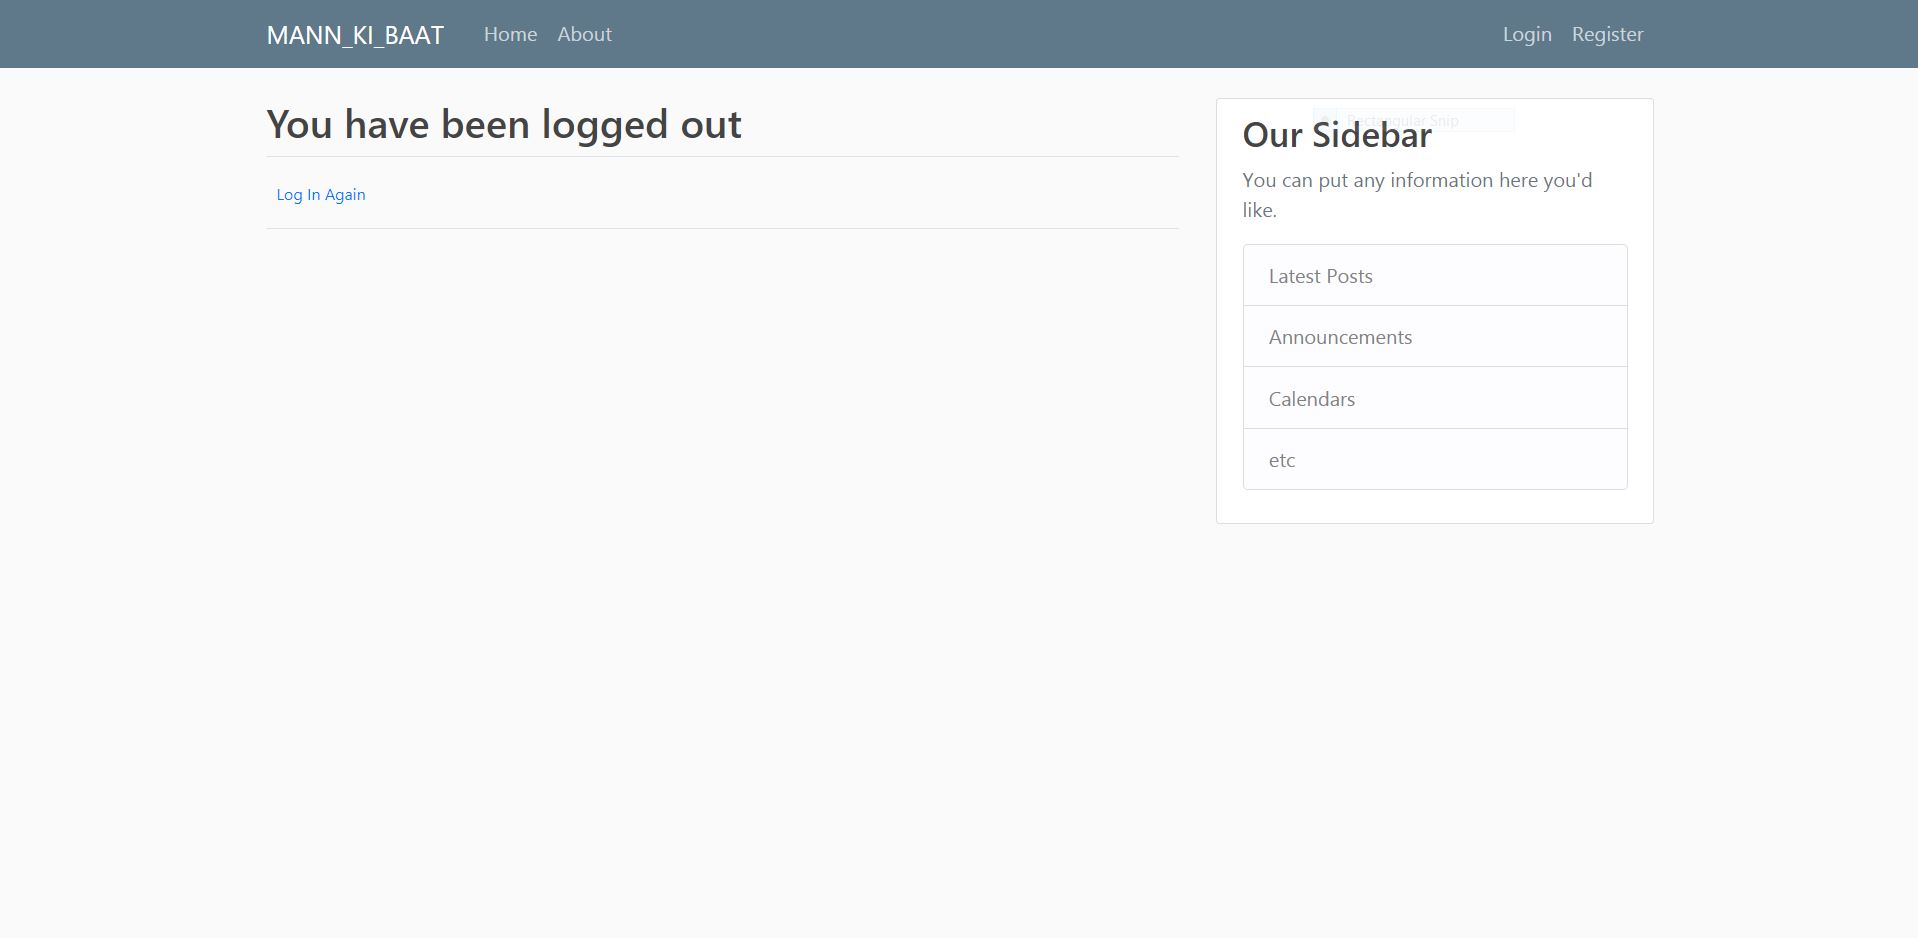 MANN_KI_BAAT Home About Login Register
You have been logged out
Log In Again
Our Sidebar
Rectangular Snip
You can put any information here you'd
like.
Latest Posts
Announcements
Calendars
etc